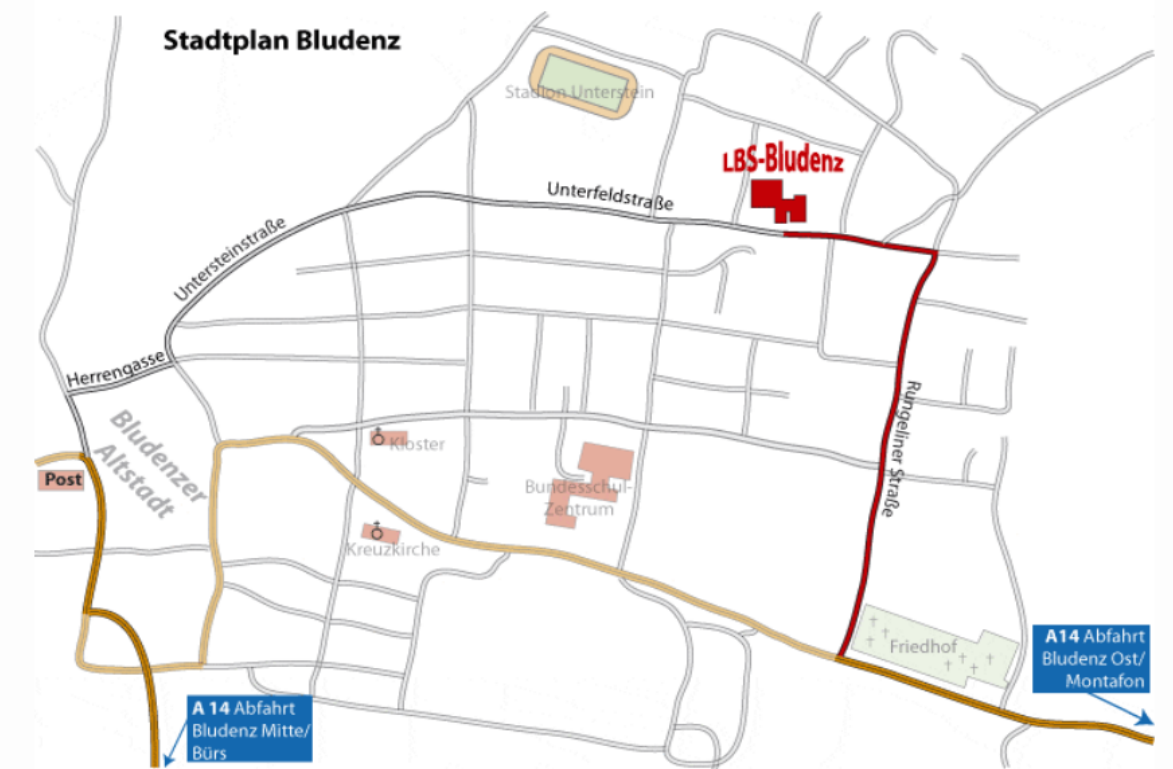 Stadtplan Bludenz
Stadion Unterstein
LBS-Bludenz
Unterfeldstraße
Untersteinstraße
Herrengasse
Bludenzer
Altstadt
Rungeliner Straße
Kloster
Post
Bundesschul-
Zentrum
Kreuzkirche
Friedhof
A14 Abfahrt
Bludenz Ost/
Montafon
A 14 Abfahrt
Bludenz Mitte/
Bürs